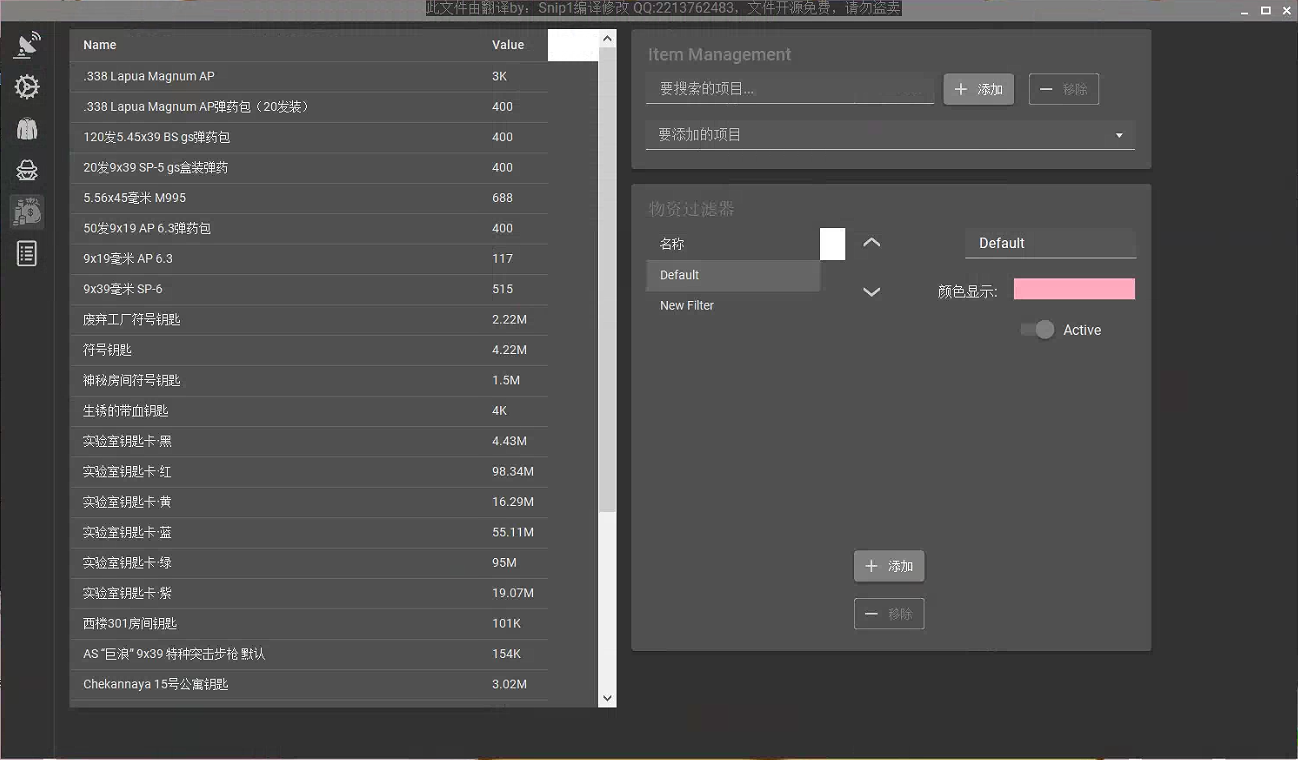 此文件由翻译by：Snip1编译修改 QQ:2213762483，文件开源免费，请勿盗卖
Name Value
.338 Lapua Magnum AP 3K
.338 Lapua Magnum AP弹药包（20发装） 400
120发5.45x39 BS gs弹药包 400
20发9x39 SP-5 gs盒装弹药 400
5.56x45毫米 M995 688
50发9x19 AP 6.3弹药包 400
9x19毫米 AP 6.3 117
9x39毫米 SP-6 515
废弃工厂符号钥匙 2.22M
符号钥匙 4.22M
神秘房间符号钥匙 1.5M
生锈的带血钥匙 4K
实验室钥匙卡·黑 4.43M
实验室钥匙卡·红 98.34M
实验室钥匙卡·黄 16.29M
实验室钥匙卡·蓝 55.11M
实验室钥匙卡·绿 95M
实验室钥匙卡·紫 19.07M
西楼301房间钥匙 101K
AS “巨浪” 9x39 特种突击步枪 默认 154K
Chekannaya 15号公寓钥匙 3.02M
Item Management
要搜索的项目...
添加
移除
要添加的项目
物资过滤器
名称
Default
New Filter
Default
颜色显示:
Active
添加
移除